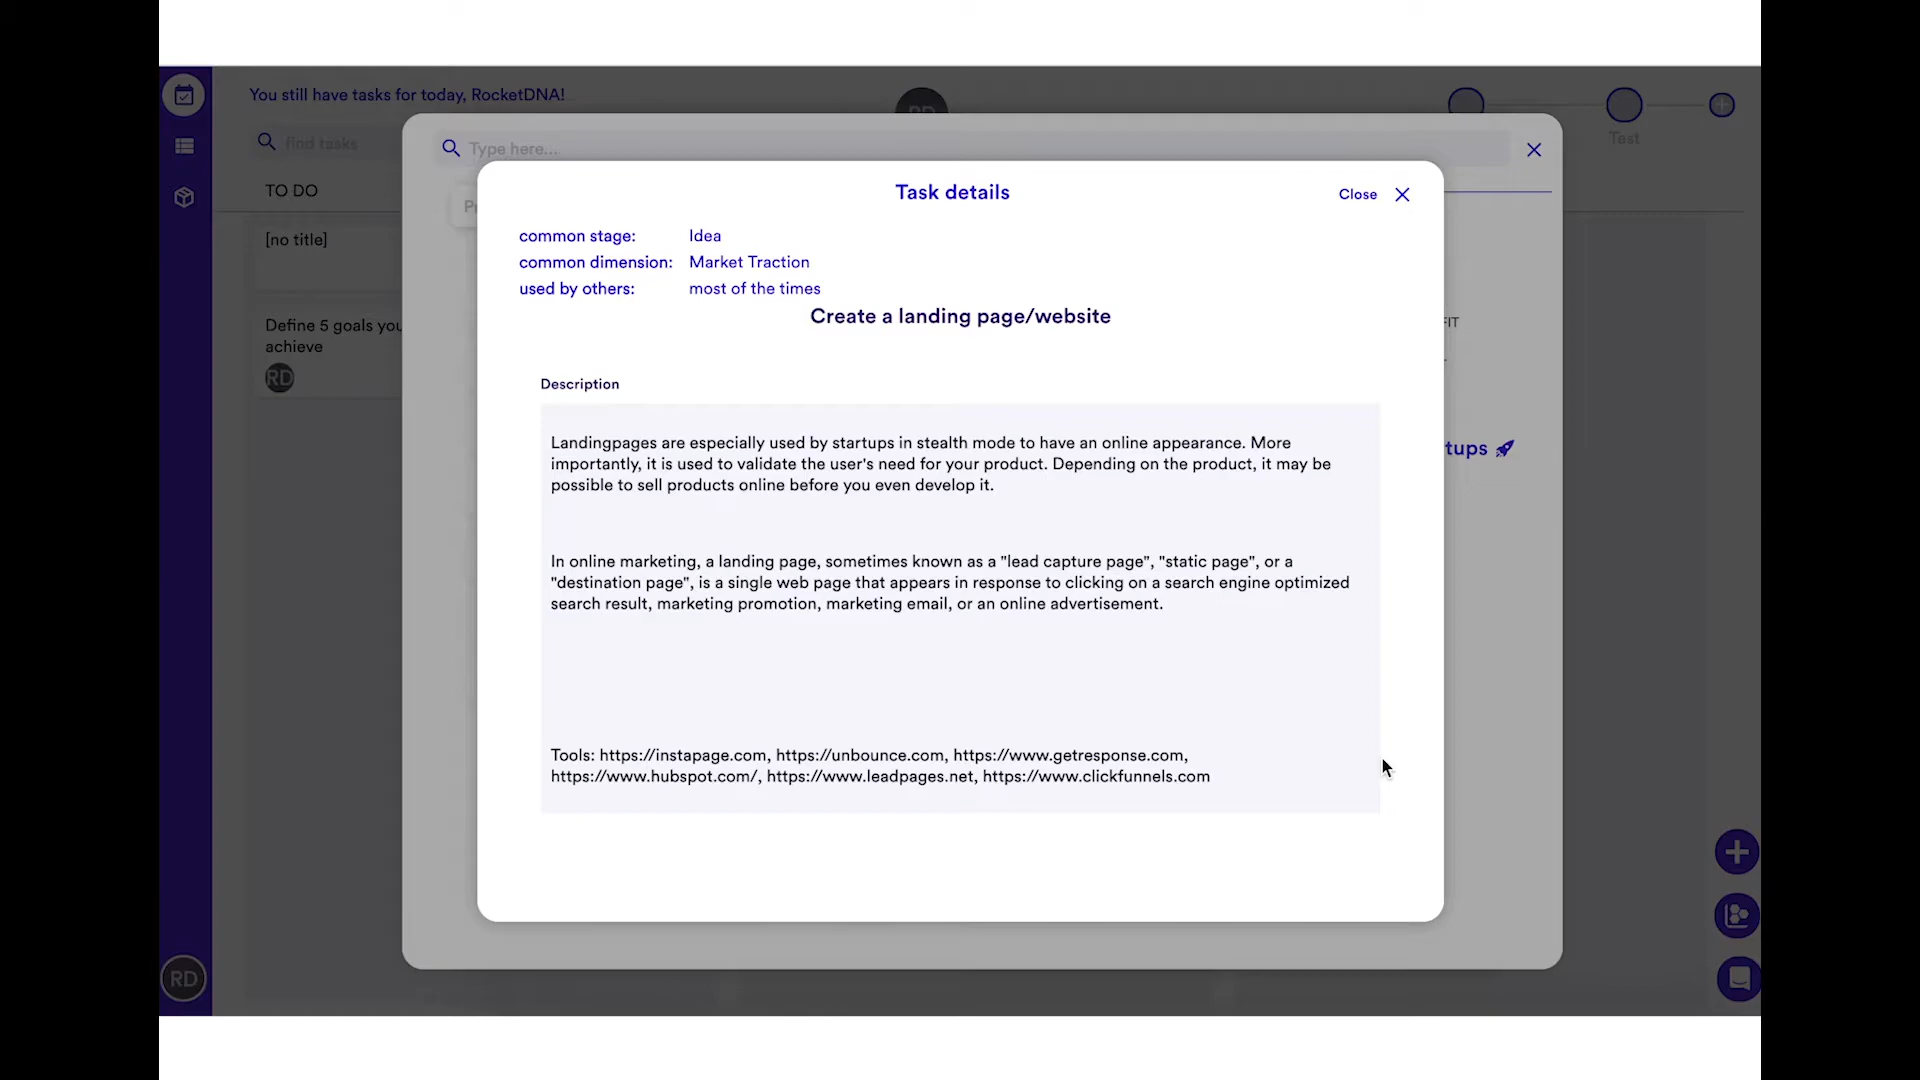 You still have tasks for today, RocketDNA!
find tasks
TO DO
[no title]
Define 5 goals you
achieve
RD
RD
Test
Type here...
Task details
Close
common stage: Idea
common dimension: Market Traction
used by others: most of the times
Create a landing page/website
Description
Landingpages are especially used by startups in stealth mode to have an online appearance. More
importantly, it is used to validate the user's need for your product. Depending on the product, it may be
possible to sell products online before you even develop it.
In online marketing, a landing page, sometimes known as a "lead capture page", "static page", or a
"destination page", is a single web page that appears in response to clicking on a search engine optimized
search result, marketing promotion, marketing email, or an online advertisement.
Tools: https://instapage.com, https://unbounce.com, https://www.getresponse.com,
https://www.hubspot.com/, https://www.leadpages.net, https://www.clickfunnels.com
tups
RD